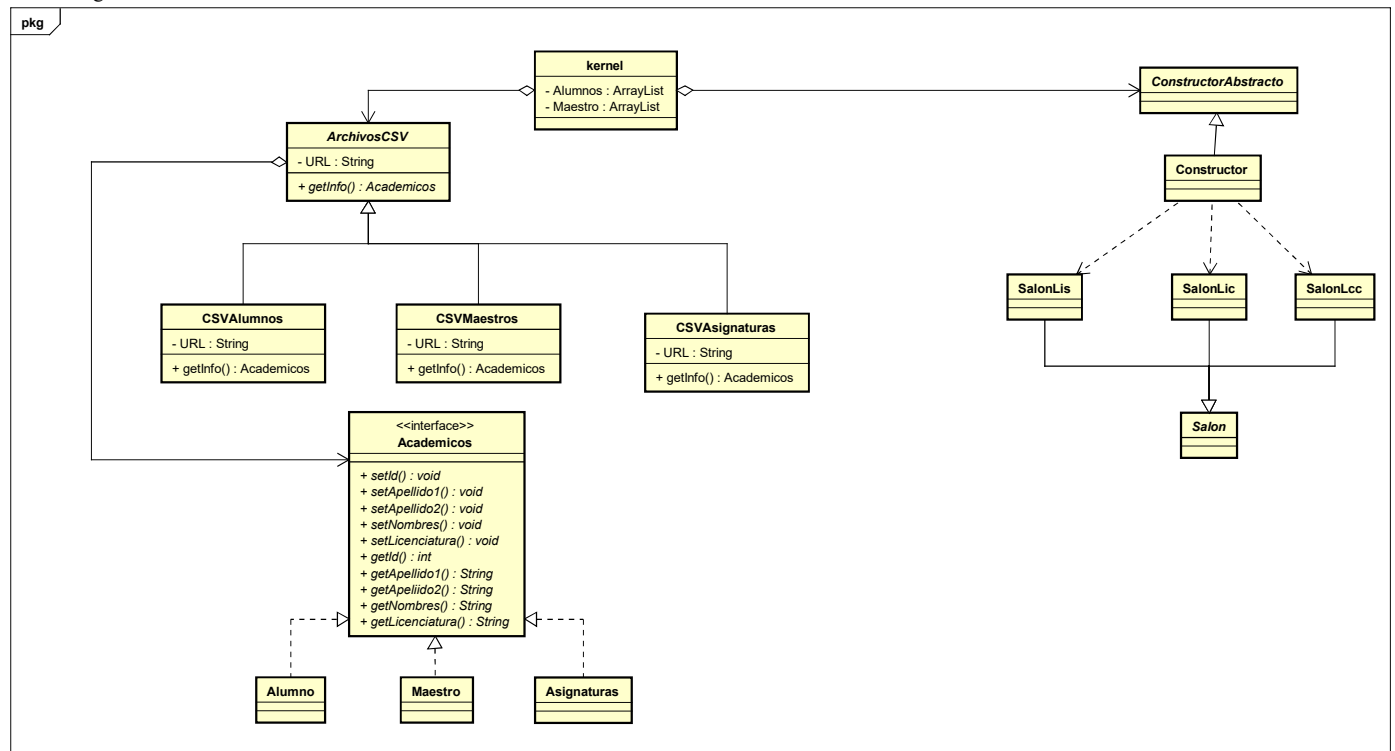 pkg
kernel
- Alumnos : ArrayList
- Maestro : ArrayList
ConstructorAbstracto
ArchivosCSV
- URL : String
+ getInfo() : Academicos
Constructor
SalonLis
SalonLic
SalonLcc
CSVAlumnos
- URL : String
+ getInfo() : Academicos
CSVMaestros
- URL : String
+ getInfo() : Academicos
CSVAsignaturas
- URL : String
+ getInfo() : Academicos
Salon
<<interface>>
Academicos
+ setId() : void
+ setApellido1() : void
+ setApellido2() : void
+ setNombres() : void
+ setLicenciatura() : void
+ getId() : int
+ getApellido1() : String
+ getApeliido2() : String
+ getNombres() : String
+ getLicenciatura() : String
Alumno
Maestro
Asignaturas